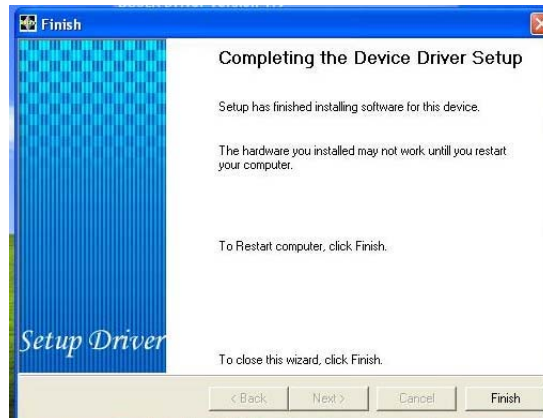 Finish
Completing the Device Driver Setup
Setup has finished installing software for this device.
The hardware you installed may not work untill you restart
your computer.
To Restart computer, click Finish.
Setup Driver
To close this wizard, click Finish.
< Back Next > Cancel Finish